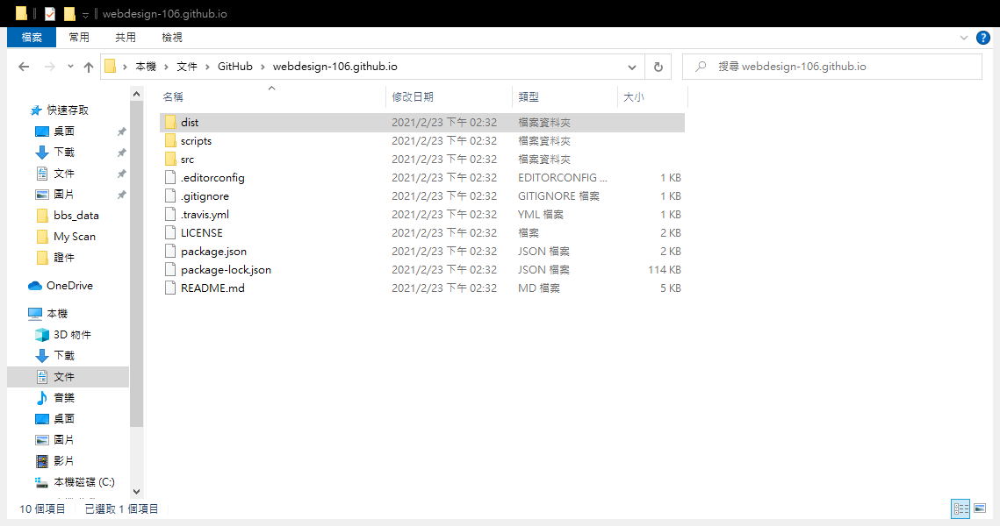 webdesign-106.github.io
檔案 常用 共用 檢視
本機 文件 GitHub webdesign-106.github.io 搜尋 webdesign-106.github.io
名稱 修改日期 類型 大小
快速存取
桌面
下載
文件
圖片
bbs_data
My Scan
證件
OneDrive
本機
3D 物件
下載
文件
音樂
桌面
圖片
影片
本機磁碟 (C:)
dist 2021/2/23 下午 02:32 檔案資料夾
scripts 2021/2/23 下午 02:32 檔案資料夾
src 2021/2/23 下午 02:32 檔案資料夾
.editorconfig 2021/2/23 下午 02:32 EDITORCONFIG ... 1 KB
.gitignore 2021/2/23 下午 02:32 GITIGNORE 檔案 1 KB
.travis.yml 2021/2/23 下午 02:32 YML 檔案 1 KB
LICENSE 2021/2/23 下午 02:32 檔案 2 KB
package.json 2021/2/23 下午 02:32 JSON 檔案 2 KB
package-lock.json 2021/2/23 下午 02:32 JSON 檔案 114 KB
README.md 2021/2/23 下午 02:32 MD 檔案 5 KB
10 個項目 已選取 1 個項目